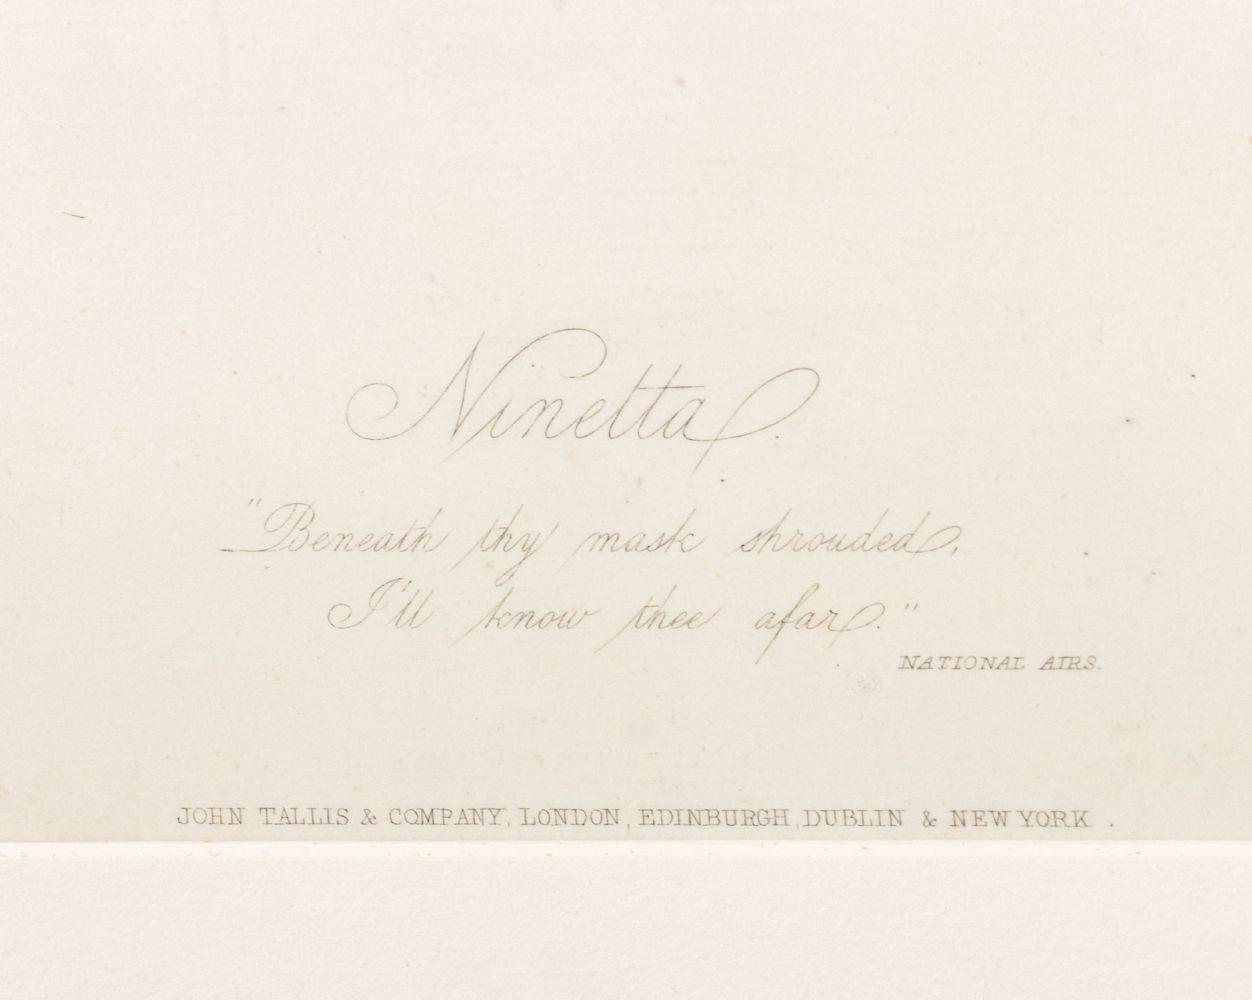 Ninetta.
"Beneath thy mask shrouded,
I'll know thee afar."
NATIONAL AIRS.
JOHN TALLIS & COMPANY, LONDON, EDINBURGH, DUBLIN & NEW YORK.